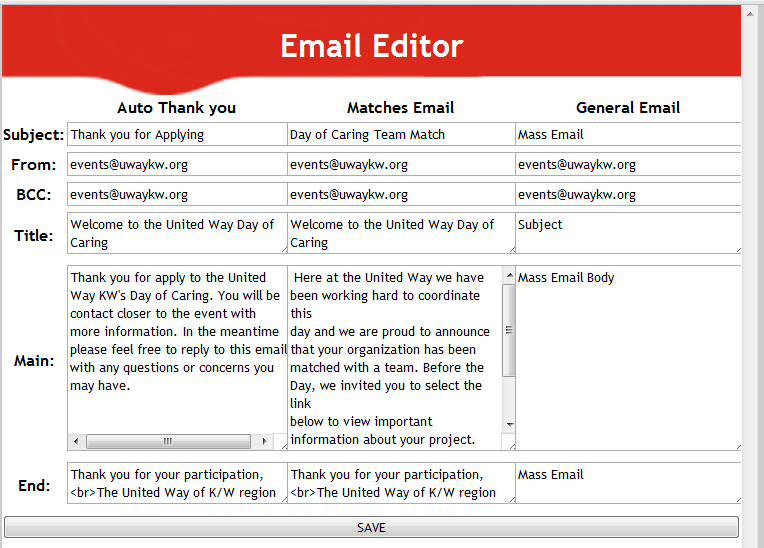 Email Editor
Auto Thank you Matches Email General Email
Subject: Thank you for Applying Day of Caring Team Match Mass Email
From: events@uwaykw.org events@uwaykw.org events@uwaykw.org
BCC: events@uwaykw.org events@uwaykw.org events@uwaykw.org
Title:
Welcome to the United Way Day of
Caring
Welcome to the United Way Day of
Caring
Subject
Main:
Thank you for apply to the United
Way KW's Day of Caring. You will be
contact closer to the event with
more information. In the meantime
please feel free to reply to this email
with any questions or concerns you
may have.
Here at the United Way we have
been working hard to coordinate
this
day and we are proud to announce
that your organization has been
matched with a team. Before the
Day, we invited you to select the
link
below to view important
information about your project.
Mass Email Body
End:
Thank you for your participation,
<br>The United Way of K/W region
Thank you for your participation,
<br>The United Way of K/W region
Mass Email
SAVE